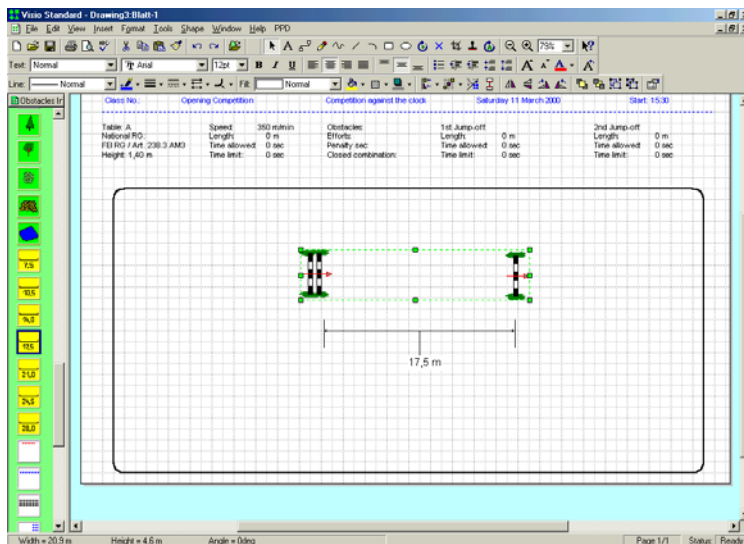 Visio Standard - Drawing3:Blatt-1
File Edit View Insert Format Tools Shape Window Help PPD
79%
Text: Normal Arial 12pt B I U
Line: Normal Fill: Normal
Obstacles Ir
Class No.: Opening Competition Competition against the clock Saturday 11 March 2000 Start: 15:30
Table: A Speed: 350 m/min Obstacles: 1st Jump-off 2nd Jump-off
National RG: Length: 0 m Efforts: Length: 0 m Length: 0 m
FEI RG / Art. 238.3 AM3 Time allowed: 0 sec Penalty sec: Time allowed: 0 sec Time allowed: 0 sec
Height: 1,40 m Time limit: 0 sec Closed combination: Time limit: 0 sec Time limit: 0 sec
7,5
10,5
14,0
17,5
21,0
24,5
28,0
17,5 m
Width = 20,9 m Height = 4,6 m Angle = 0deg Page 1/1 Status: Ready